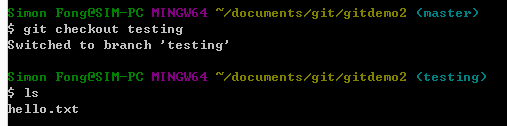 Simon Fong@SIM-PC MINGW64 ~/documents/git/gitdemo2 (master)
$ git checkout testing
Switched to branch 'testing'
Simon Fong@SIM-PC MINGW64 ~/documents/git/gitdemo2 (testing)
$ ls
hello.txt